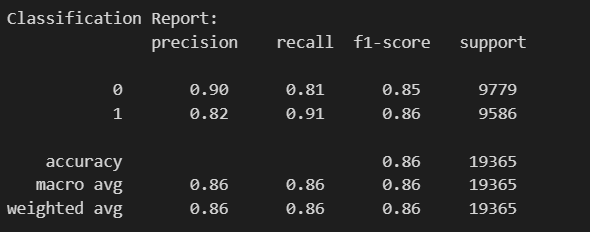 Classification Report:
precision recall f1-score support
0 0.90 0.81 0.85 9779
1 0.82 0.91 0.86 9586
accuracy 0.86 19365
macro avg 0.86 0.86 0.86 19365
weighted avg 0.86 0.86 0.86 19365